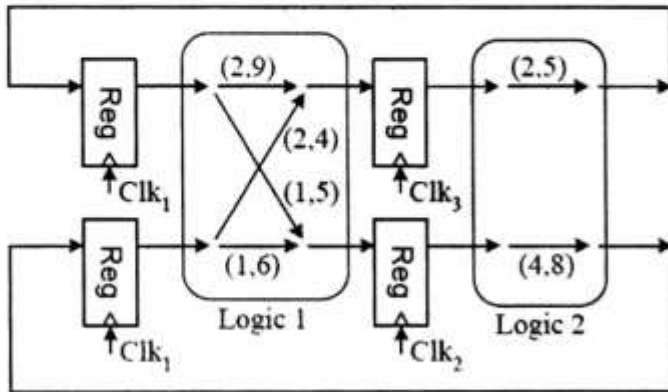 Reg
(2,9)
Reg
(2,5)
(2,4)
Clk₁
(1,5)
Clk₃
Reg
(1,6)
Reg
(4,8)
Clk₁
Logic 1
Clk₂
Logic 2